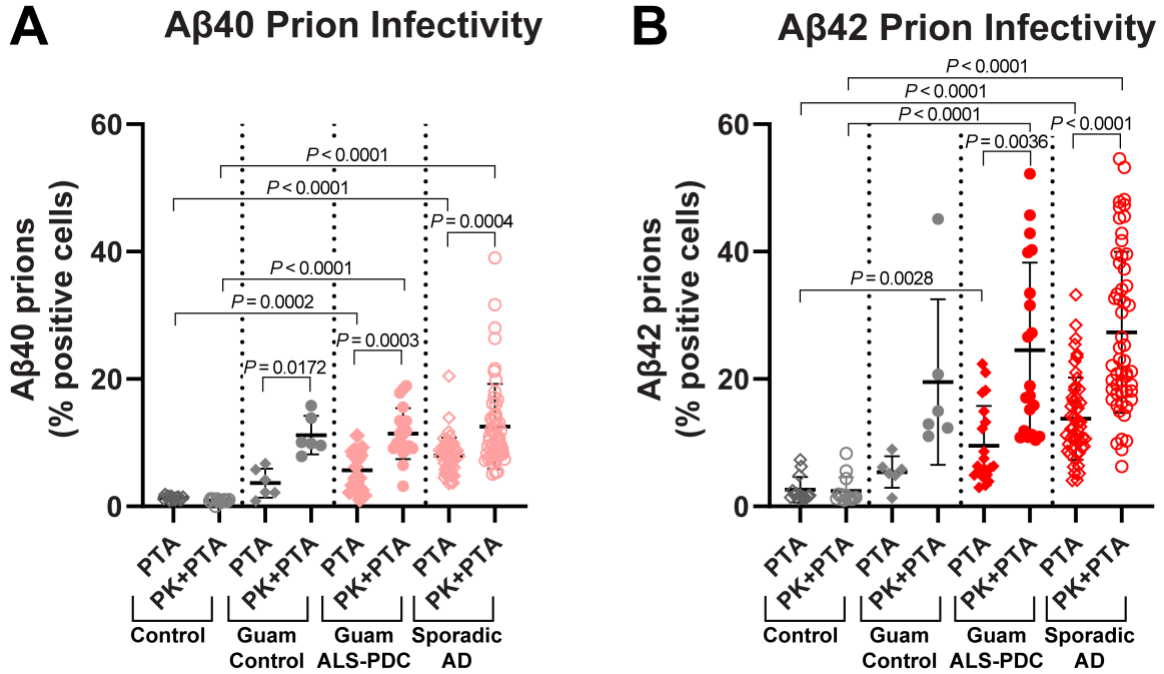 A
Aβ40 Prion Infectivity
Aβ40 prions
(% positive cells)
60
40
20
0
P < 0.0001
P < 0.0001
P = 0.0004
P < 0.0001
P = 0.0002
P = 0.0003
P = 0.0172
PTA
PK+PTA
PTA
PK+PTA
PTA
PK+PTA
PTA
PK+PTA
Control
Guam
Control
Guam
ALS-PDC
Sporadic
AD
B
Aβ42 Prion Infectivity
Aβ42 prions
(% positive cells)
60
40
20
0
P < 0.0001
P < 0.0001
P < 0.0001
P < 0.0001
P = 0.0036
P = 0.0028
PTA
PK+PTA
PTA
PK+PTA
PTA
PK+PTA
PTA
PK+PTA
Control
Guam
Control
Guam
ALS-PDC
Sporadic
AD